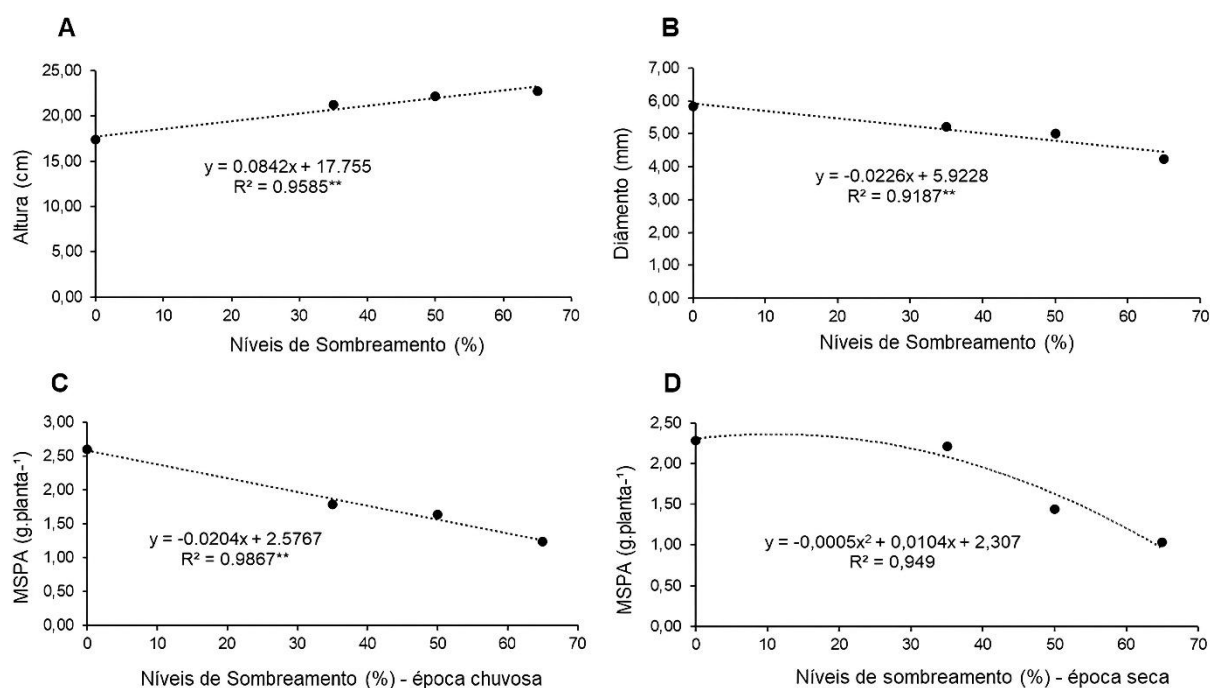 A
25,00
20,00
15,00
10,00
5,00
0,00
Altura (cm)
y = 0.0842x + 17.755
R² = 0.9585**
0 10 20 30 40 50 60 70
Níveis de Sombreamento (%)
B
7,00
6,00
5,00
4,00
3,00
2,00
1,00
0,00
Diâmento (mm)
y = -0.0226x + 5.9228
R² = 0.9187**
0 10 20 30 40 50 60 70
Níveis de Sombreamento (%)
C
3,00
2,50
2,00
1,50
1,00
0,50
0,00
MSPA (g.planta-¹)
y = -0.0204x + 2.5767
R² = 0.9867**
0 10 20 30 40 50 60 70
Níveis de Sombreamento (%) - época chuvosa
D
2,50
2,00
1,50
1,00
0,50
0,00
MSPA (g.planta-¹)
y = -0,0005x² + 0,0104x + 2,307
R² = 0,949
0 10 20 30 40 50 60 70
Níveis de sombreamento (%) - época seca